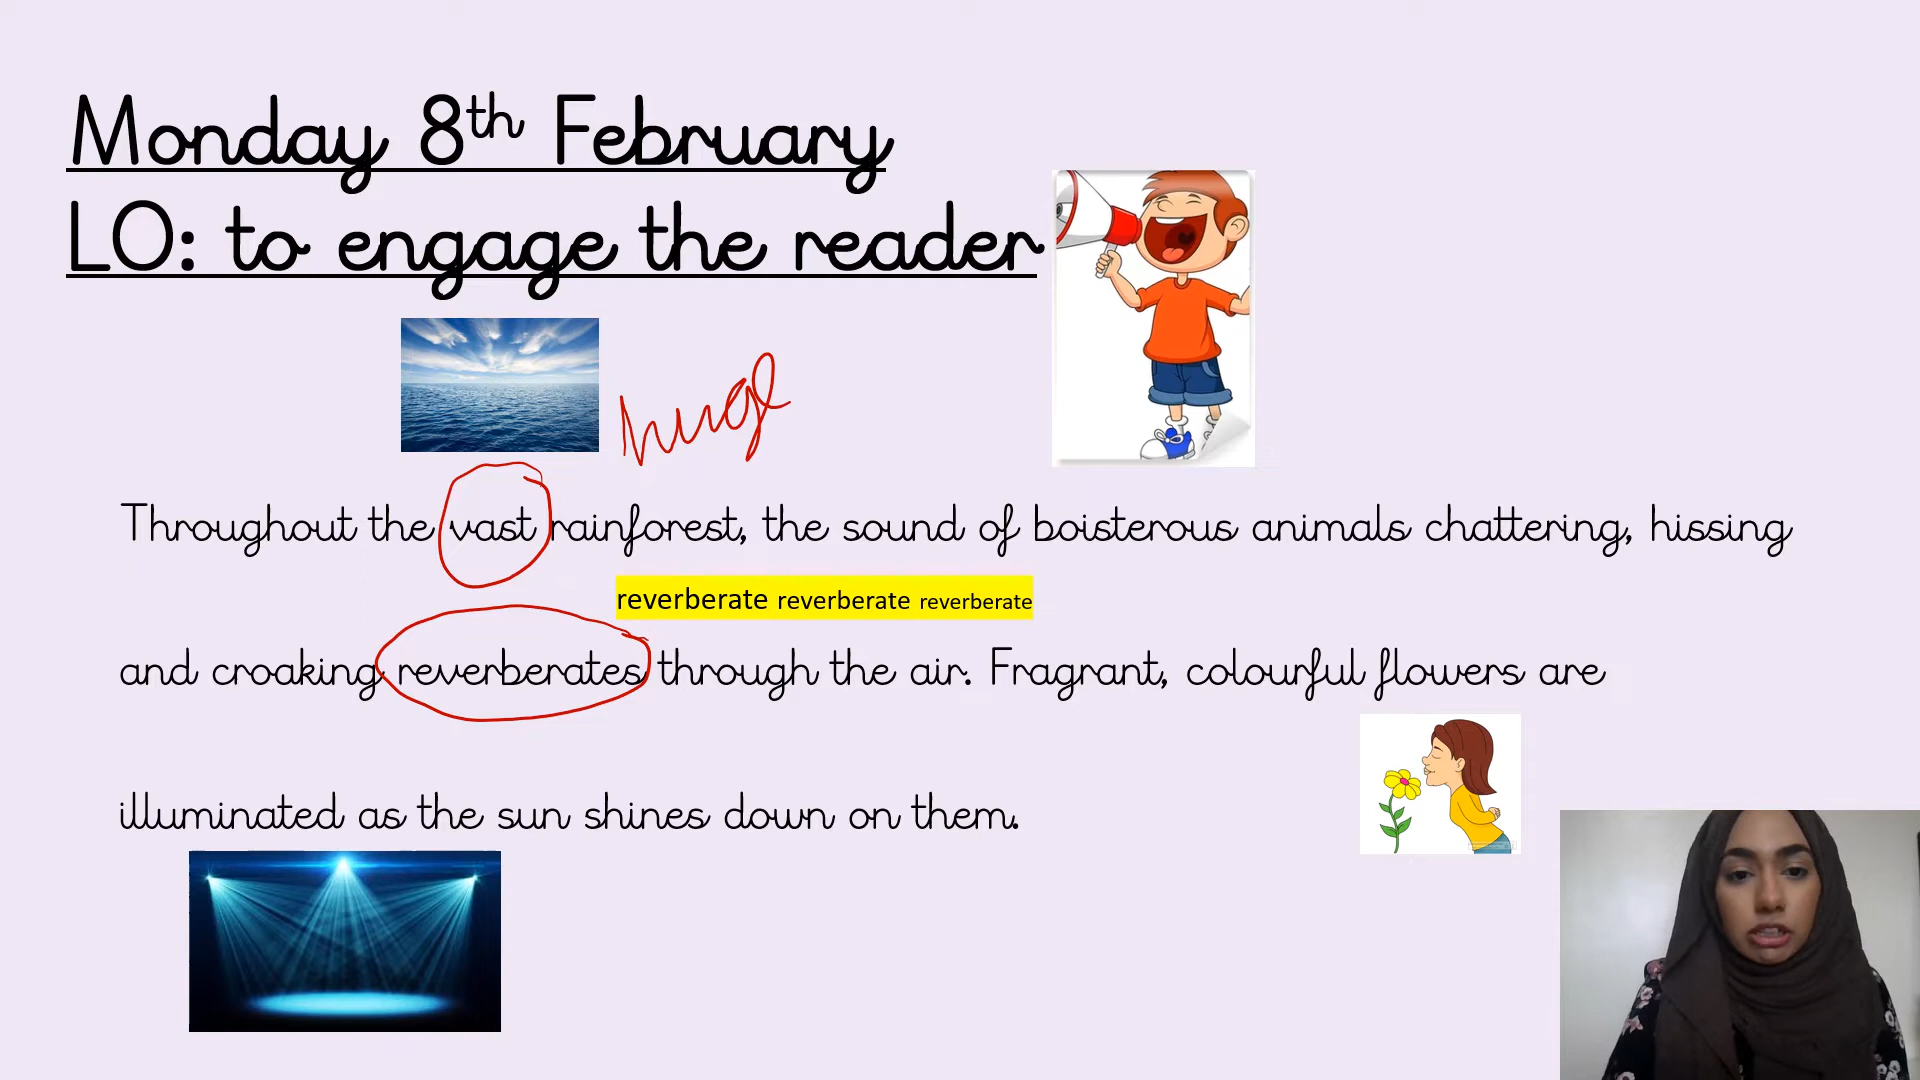 Monday 8th February
LO: to engage the reader
huge
Throughout the vast rainforest, the sound of boisterous animals chattering, hissing
reverberate reverberate reverberate
and croaking reverberates through the air. Fragrant, colourful flowers are
illuminated as the sun shines down on them.